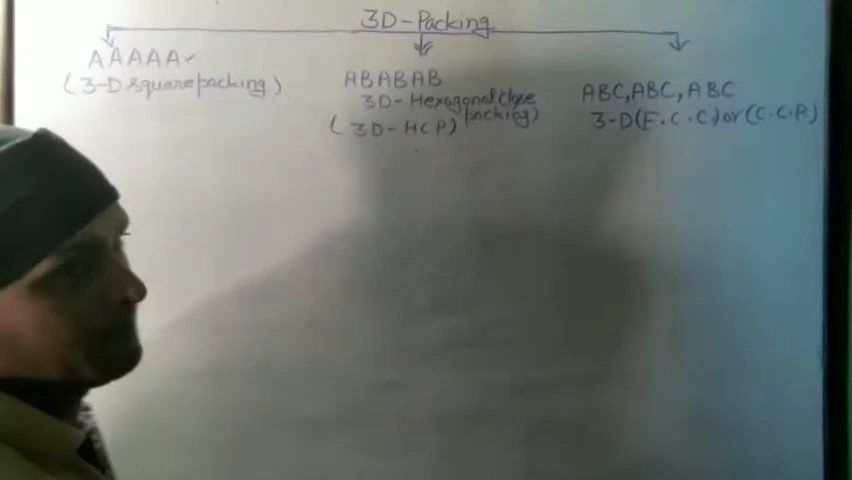 3D-Packing
AAAAA✓
(3-D square packing)
ABABAB
3D-Hexagonal close
packing)
(3D-HCP)
ABC, ABC, ABC
3-D(F.C.C) or (C.C.P.)